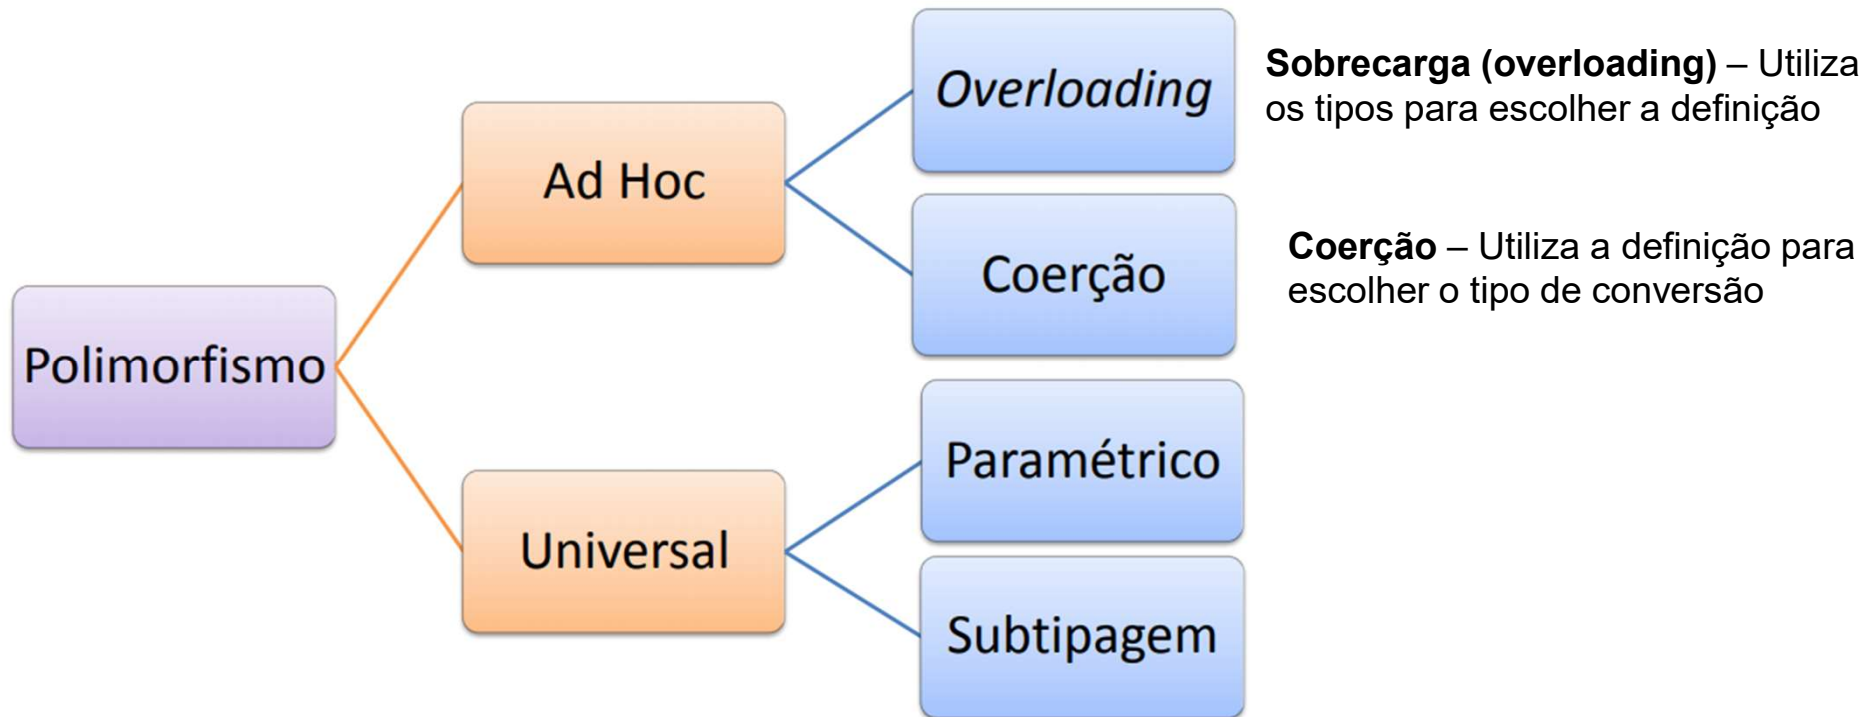 Polimorfismo
Ad Hoc
Universal
Overloading
Coerção
Paramétrico
Subtipagem
Sobrecarga (overloading) – Utiliza
os tipos para escolher a definição
Coerção – Utiliza a definição para
escolher o tipo de conversão